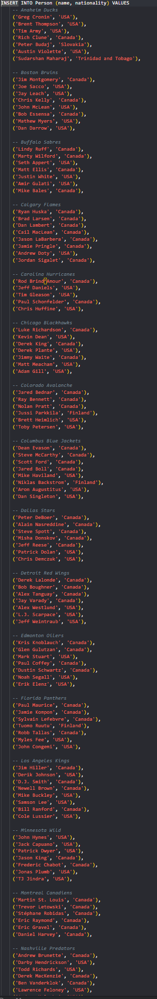 INSERT INTO Person (name, nationality) VALUES
-- Anaheim Ducks
('Greg Cronin', 'USA'),
('Brent Thompson', 'USA'),
('Tim Army', 'USA'),
('Rich Clune', 'Canada'),
('Peter Budaj', 'Slovakia'),
('Austin Violette', 'USA'),
('Sudarshan Maharaj', 'Trinidad and Tobago'),
-- Boston Bruins
('Jim Montgomery', 'Canada'),
('Joe Sacco', 'USA'),
('Jay Leach', 'USA'),
('Chris Kelly', 'Canada'),
('John McLean', 'USA'),
('Bob Essensa', 'Canada'),
('Mathew Myers', 'USA'),
('Dan Darrow', 'USA'),
-- Buffalo Sabres
('Lindy Ruff', 'Canada'),
('Marty Wilford', 'Canada'),
('Seth Appert', 'USA'),
('Matt Ellis', 'Canada'),
('Justin White', 'USA'),
('Amir Gulati', 'USA'),
('Mike Bales', 'Canada'),
-- Calgary Flames
('Ryan Huska', 'Canada'),
('Brad Larsen', 'Canada'),
('Dan Lambert', 'Canada'),
('Cail MacLean', 'Canada'),
('Jason LaBarbera', 'Canada'),
('Jamie Pringle', 'Canada'),
('Andrew Doty', 'Canada'),
('Jordan Sigalet', 'Canada'),
-- Carolina Hurricanes
('Rod Brind’Amour', 'Canada'),
('Jeff Daniels', 'USA'),
('Tim Gleason', 'USA'),
('Paul Schonfelder', 'Canada'),
('Chris Huffine', 'USA'),
-- Chicago Blackhawks
('Luke Richardson', 'Canada'),
('Kevin Dean', 'USA'),
('Derek King', 'Canada'),
('Derek Plante', 'USA'),
('Jimmy Waite', 'Canada'),
('Matt Meacham', 'USA'),
('Adam Gill', 'USA'),
-- Colorado Avalanche
('Jared Bednar', 'Canada'),
('Ray Bennett', 'Canada'),
('Nolan Pratt', 'Canada'),
('Jussi Parkkila', 'Finland'),
('Brett Heimlich', 'USA'),
('Toby Petersen', 'USA'),
-- Columbus Blue Jackets
('Dean Evason', 'Canada'),
('Steve McCarthy', 'Canada'),
('Scott Ford', 'Canada'),
('Jared Boll', 'Canada'),
('Mike Haviland', 'USA'),
('Niklas Backstrom', 'Finland'),
('Aron Augustitus', 'USA'),
('Dan Singleton', 'USA'),
-- Dallas Stars
('Peter DeBoer', 'Canada'),
('Alain Nasreddine', 'Canada'),
('Steve Spott', 'Canada'),
('Misha Donskov', 'Canada'),
('Jeff Reese', 'Canada'),
('Patrick Dolan', 'USA'),
('Chris Demczuk', 'USA'),
-- Detroit Red Wings
('Derek Lalonde', 'Canada'),
('Bob Boughner', 'Canada'),
('Alex Tanguay', 'Canada'),
('Jay Varady', 'Canada'),
('Alex Westlund', 'USA'),
('L.J. Scarpace', 'USA'),
('Jeff Weintraub', 'USA'),
-- Edmonton Oilers
('Kris Knoblauch', 'Canada'),
('Glen Gulutzan', 'Canada'),
('Mark Stuart', 'USA'),
('Paul Coffey', 'Canada'),
('Dustin Schwartz', 'Canada'),
('Noah Segall', 'USA'),
('Erik Elenz', 'USA'),
-- Florida Panthers
('Paul Maurice', 'Canada'),
('Jamie Kompon', 'Canada'),
('Sylvain Lefebvre', 'Canada'),
('Tuomo Ruutu', 'Finland'),
('Robb Tallas', 'Canada'),
('Myles Fee', 'USA'),
('John Congemi', 'USA'),
-- Los Angeles Kings
('Jim Hiller', 'Canada'),
('Derik Johnson', 'USA'),
('D.J. Smith', 'Canada'),
('Newell Brown', 'Canada'),
('Mike Buckley', 'USA'),
('Samson Lee', 'USA'),
('Bill Ranford', 'Canada'),
('Cole Lussier', 'USA'),
-- Minnesota Wild
('John Hynes', 'USA'),
('Jack Capuano', 'USA'),
('Patrick Dwyer', 'USA'),
('Jason King', 'Canada'),
('Frederic Chabot', 'Canada'),
('Jonas Plumb', 'USA'),
('TJ Jindra', 'USA'),
-- Montreal Canadiens
('Martin St. Louis', 'Canada'),
('Trevor Letowski', 'Canada'),
('Stéphane Robidas', 'Canada'),
('Eric Raymond', 'Canada'),
('Eric Gravel', 'Canada'),
('Daniel Harvey', 'Canada'),
-- Nashville Predators
('Andrew Brunette', 'Canada'),
('Darby Hendrickson', 'USA'),
('Todd Richards', 'USA'),
('Derek MacKenzie', 'Canada'),
('Ben Vanderklok', 'Canada'),
('Lawrence Feloney', 'USA'),